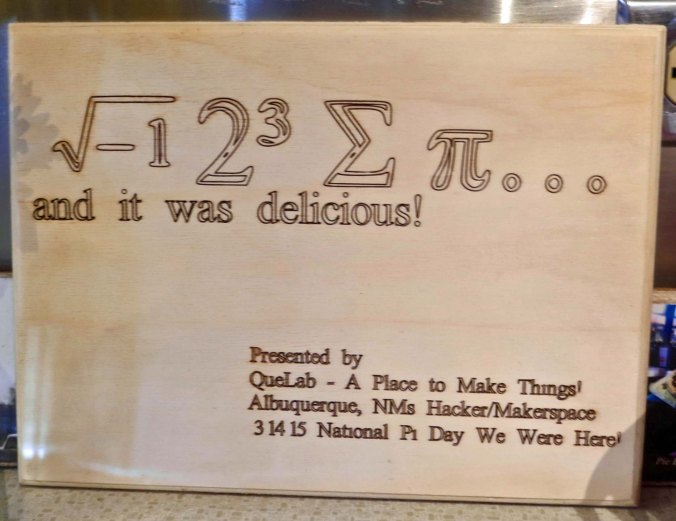 √-1 2³ Σ π...
and it was delicious!
Presented by
QueLab - A Place to Make Things!
Albuquerque, NMs Hacker/Makerspace
3 14 15 National Pi Day We Were Here!